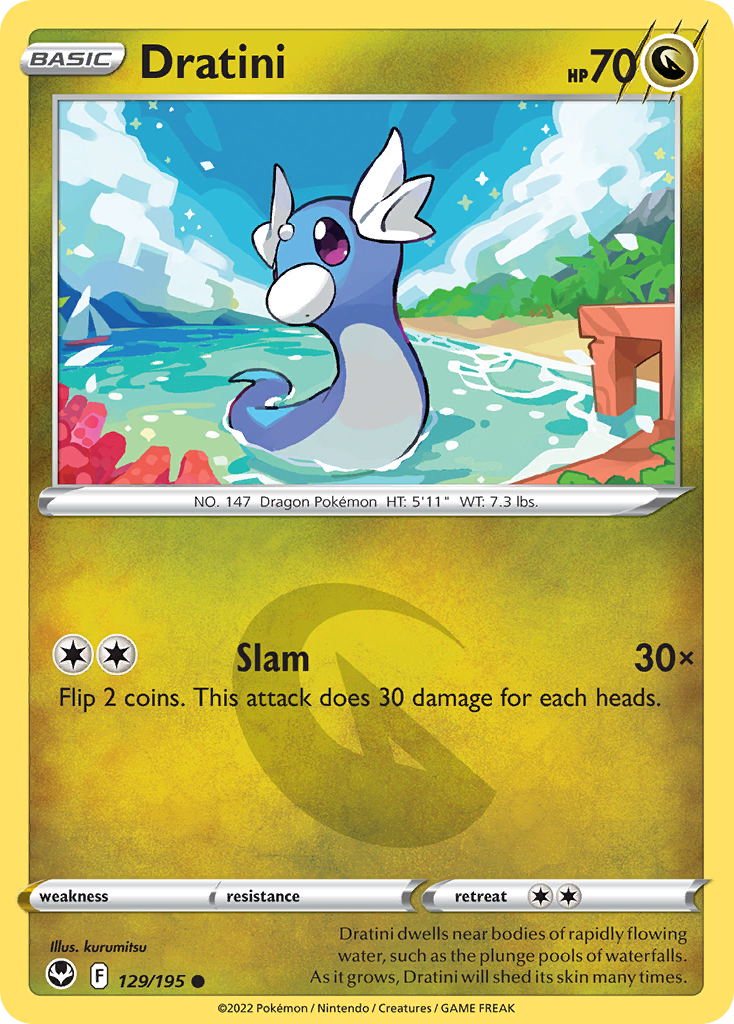 BASIC Dratini HP 70
NO. 147 Dragon Pokémon HT: 5'11" WT: 7.3 lbs.
Slam 30×
Flip 2 coins. This attack does 30 damage for each heads.
weakness resistance retreat
Illus. kurumitsu
F 129/195
Dratini dwells near bodies of rapidly flowing
water, such as the plunge pools of waterfalls.
As it grows, Dratini will shed its skin many times.
©2022 Pokémon / Nintendo / Creatures / GAME FREAK